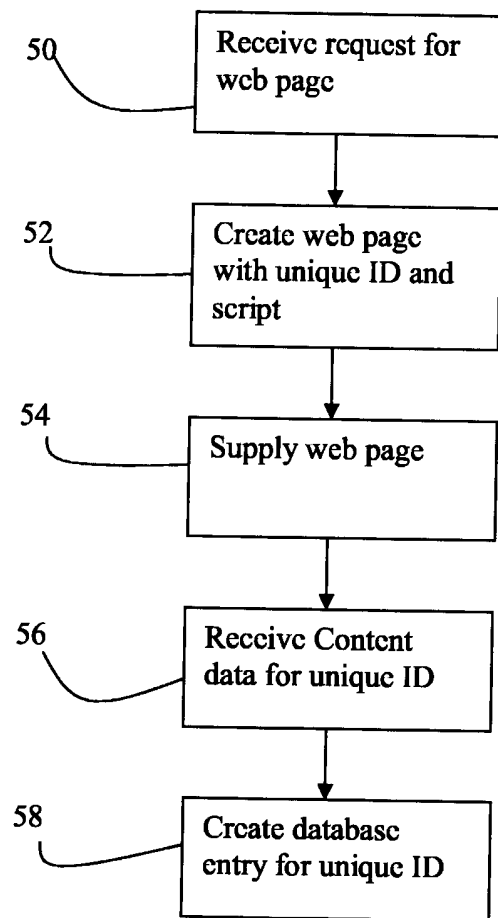 50
Receive request for
web page
52
Create web page
with unique ID and
script
54
Supply web page
56
Receive Content
data for unique ID
58
Create database
entry for unique ID